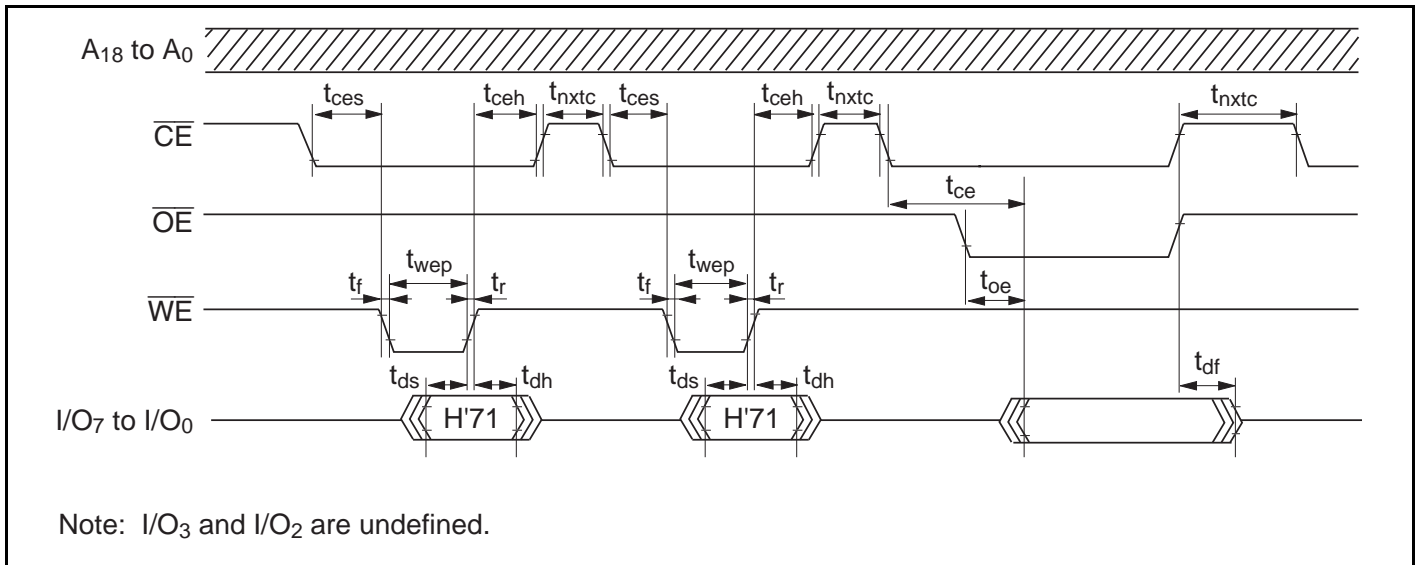 A18 to A0
tces tceh tnxtc tces tceh tnxtc tnxtc
CE
tce
OE
twep twep
tf tr tf tr toe
WE
tds tdh tds tdh tdf
I/O7 to I/O0 H'71 H'71
Note: I/O3 and I/O2 are undefined.